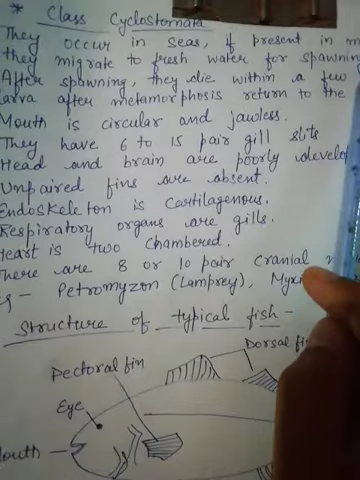 * Class Cyclostomata
They occur in seas, if present in
they migrate to fresh water for spawning
After spawning, they die within a few
larva after metamorphosis return to the
Mouth is circular and jawless.
They have 6 to 15 pair gill slits
Head and brain are poorly develo
Unpaired fins are absent.
Endoskeleton is Cartilagenous.
Respiratory organs are gills.
Heart is two chambered.
There are 8 or 10 pair cranial
eg - Petromyzon (Lamprey),
Structure of typical fish -
Dorsal fi
Pectoral fin
Eye
Mouth